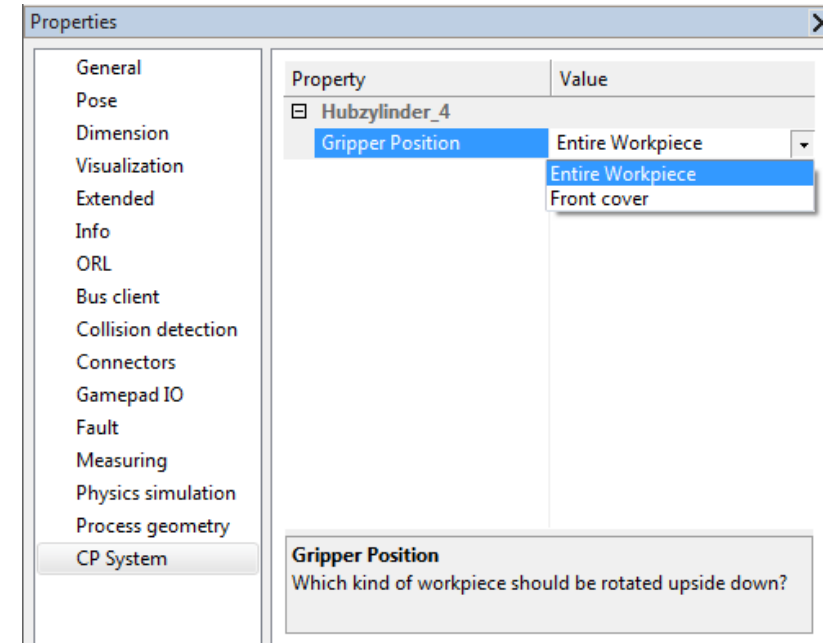 Properties
General
Pose
Dimension
Visualization
Extended
Info
ORL
Bus client
Collision detection
Connectors
Gamepad IO
Fault
Measuring
Physics simulation
Process geometry
CP System
Property Value
Hubzylinder_4
Gripper Position Entire Workpiece
Entire Workpiece
Front cover
Gripper Position
Which kind of workpiece should be rotated upside down?